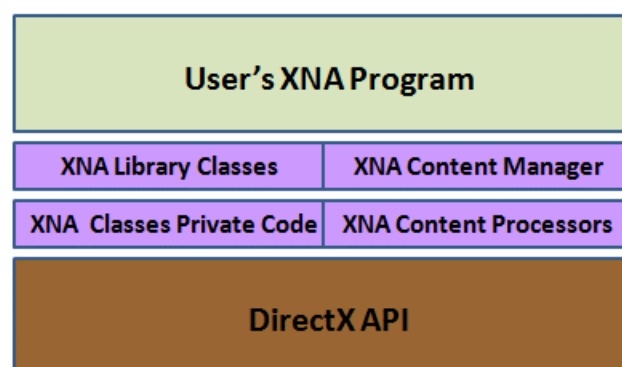 User's XNA Program
XNA Library Classes
XNA Content Manager
XNA Classes Private Code
XNA Content Processors
DirectX API